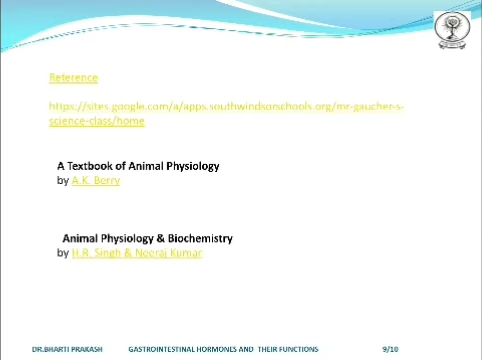 Reference
https://sites.google.com/a/apps.southwindsorschools.org/mr-gaucher-s-
science-class/home
A Textbook of Animal Physiology
by A.K. Berry
Animal Physiology & Biochemistry
by H.R. Singh & Neeraj Kumar
DR.BHARTI PRAKASH GASTROINTESTINAL HORMONES AND THEIR FUNCTIONS 9/10